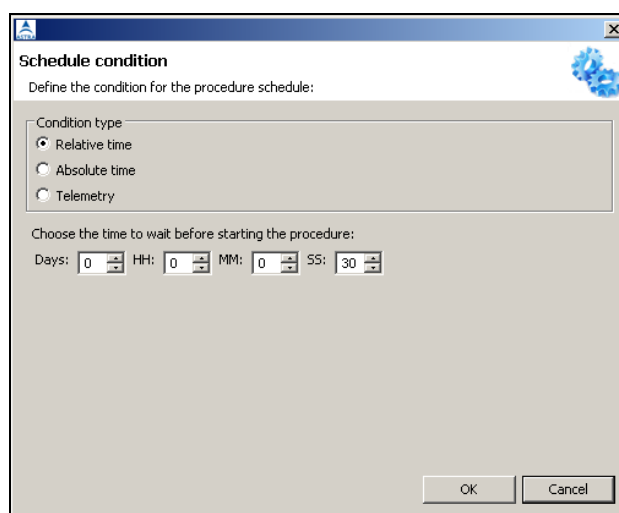 ASTRA
Schedule condition
Define the condition for the procedure schedule:
Condition type
Relative time
Absolute time
Telemetry
Choose the time to wait before starting the procedure:
Days: 0 HH: 0 MM: 0 SS: 30
OK Cancel